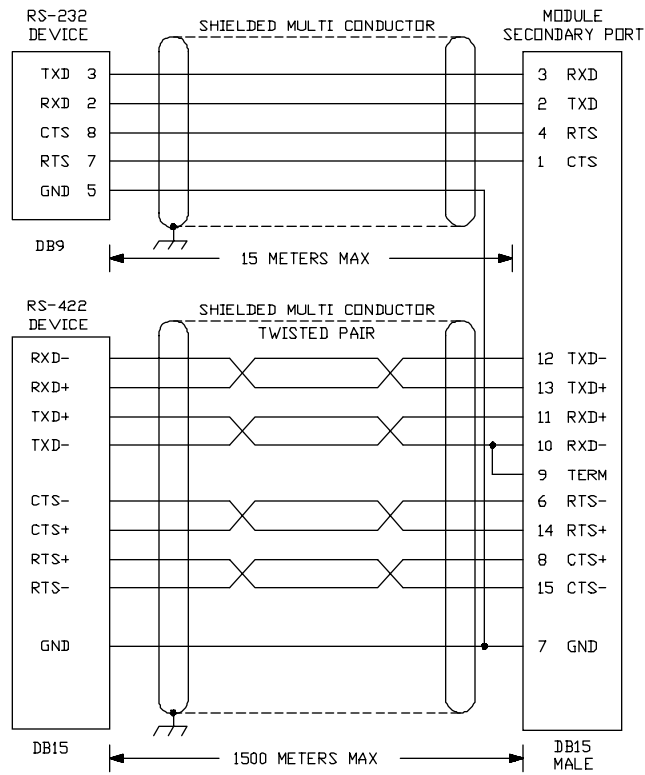 RS-232
DEVICE
SHIELDED MULTI CONDUCTOR
MODULE
SECONDARY PORT
TXD 3
3 RXD
RXD 2
2 TXD
CTS 8
4 RTS
RTS 7
1 CTS
GND 5
DB9
15 METERS MAX
RS-422
DEVICE
SHIELDED MULTI CONDUCTOR
TWISTED PAIR
RXD-
12 TXD-
RXD+
13 TXD+
TXD+
11 RXD+
TXD-
10 RXD-
9 TERM
CTS-
6 RTS-
CTS+
14 RTS+
RTS+
8 CTS+
RTS-
15 CTS-
GND
7 GND
DB15
1500 METERS MAX
DB15
MALE